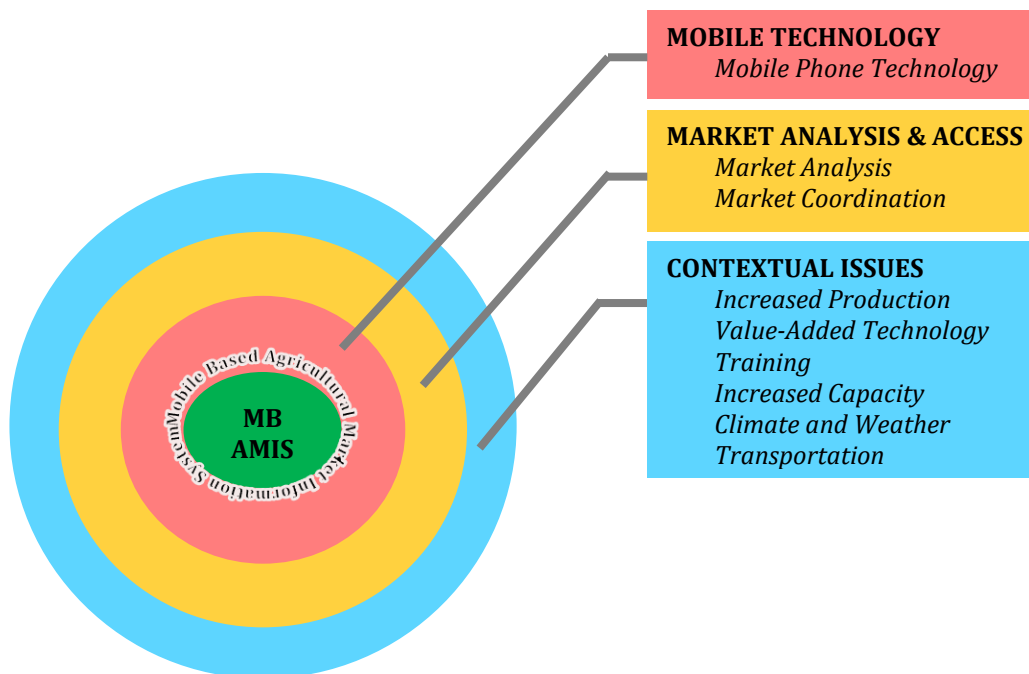 MOBILE TECHNOLOGY
Mobile Phone Technology
MARKET ANALYSIS & ACCESS
Market Analysis
Market Coordination
CONTEXTUAL ISSUES
Increased Production
Value-Added Technology
Training
Increased Capacity
Climate and Weather
Transportation
Mobile Based Agricultural Market Information System
MB
AMIS